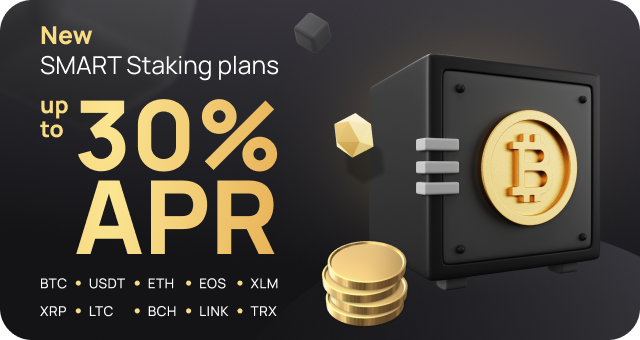 New
SMART Staking plans
up to 30%
APR
BTC • USDT • ETH • EOS • XLM
XRP • LTC • BCH • LINK • TRX